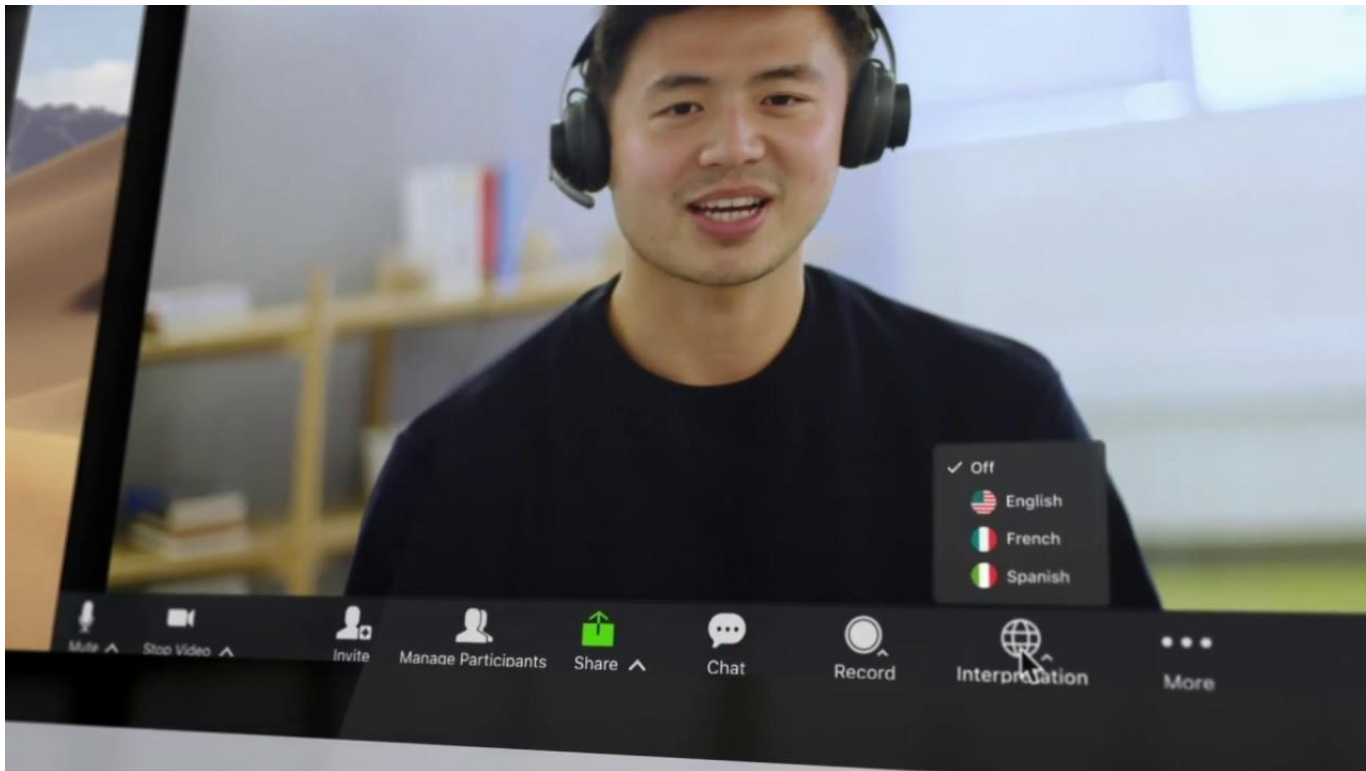 Off
English
French
Spanish
Mute
Stop Video
Invite
Manage Participants
Share
Chat
Record
Interpretation
More